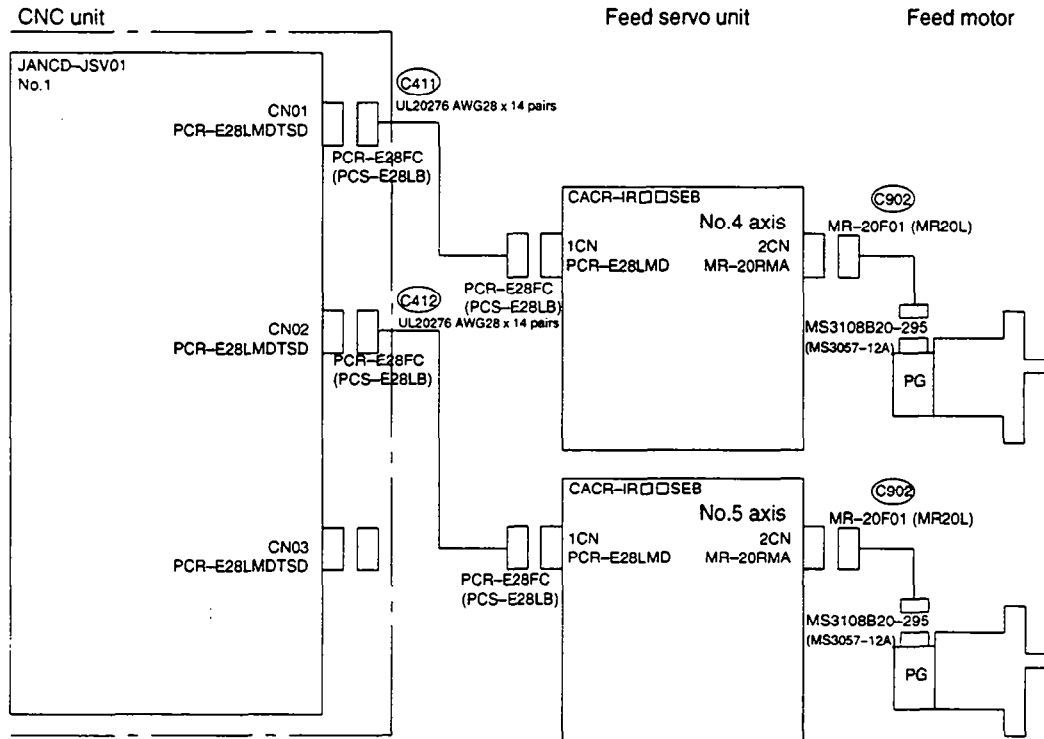 CNC unit
Feed servo unit
Feed motor
JANCD-JSV01
No.1
C411
UL20276 AWG28 x 14 pairs
CN01
PCR-E28LMDTSD
PCR-E28FC
(PCS-E28LB)
CACR-IR□□SEB
No.4 axis
C902
MR-20F01 (MR20L)
1CN
PCR-E28LMD
2CN
MR-20RMA
PCR-E28FC
(PCS-E28LB)
C412
UL20276 AWG28 x 14 pairs
CN02
PCR-E28LMDTSD
PCR-E28FC
(PCS-E28LB)
MS3108B20-295
(MS3057-12A)
PG
CACR-IR□□SEB
No.5 axis
C902
MR-20F01 (MR20L)
CN03
PCR-E28LMDTSD
1CN
PCR-E28LMD
2CN
MR-20RMA
PCR-E28FC
(PCS-E28LB)
MS3108B20-295
(MS3057-12A)
PG